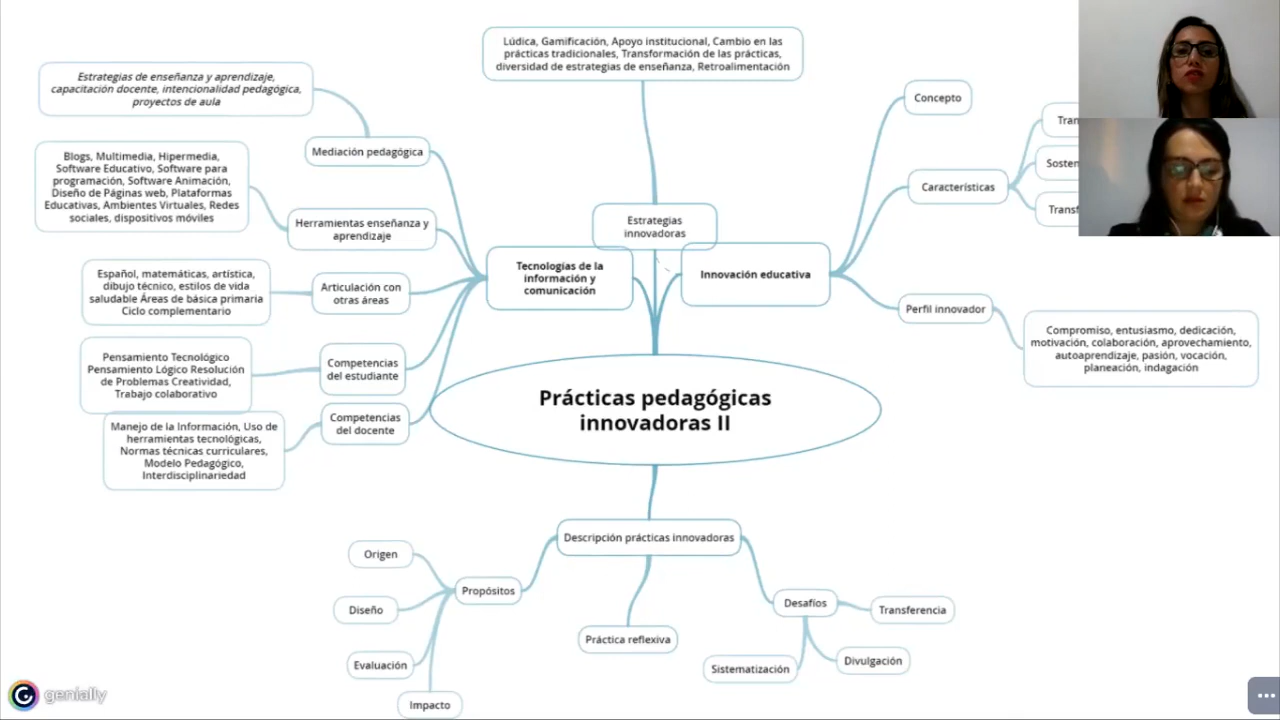 Lúdica, Gamificación, Apoyo institucional, Cambio en las
prácticas tradicionales, Transformación de las prácticas,
diversidad de estrategias de enseñanza, Retroalimentación
Estrategias de enseñanza y aprendizaje,
capacitación docente, intencionalidad pedagógica,
proyectos de aula
Mediación pedagógica
Blogs, Multimedia, Hipermedia,
Software Educativo, Software para
programación, Software Animación,
Diseño de Páginas web, Plataformas
Educativas, Ambientes Virtuales, Redes
sociales, dispositivos móviles
Herramientas enseñanza y
aprendizaje
Español, matemáticas, artística,
dibujo técnico, estilos de vida
saludable Áreas de básica primaria
Ciclo complementario
Articulación con
otras áreas
Pensamiento Tecnológico
Pensamiento Lógico Resolución
de Problemas Creatividad,
Trabajo colaborativo
Competencias
del estudiante
Manejo de la Información, Uso de
herramientas tecnológicas,
Normas técnicas curriculares,
Modelo Pedagógico,
Interdisciplinariedad
Competencias
del docente
Tecnologías de la
información y
comunicación
Estrategias
innovadoras
Innovación educativa
Concepto
Características
Tran
Sosten
Transf
Perfil innovador
Compromiso, entusiasmo, dedicación,
motivación, colaboración, aprovechamiento,
autoaprendizaje, pasión, vocación,
planeación, indagación
Prácticas pedagógicas
innovadoras II
Descripción prácticas innovadoras
Propósitos
Origen
Diseño
Evaluación
Impacto
Práctica reflexiva
Desafíos
Transferencia
Divulgación
Sistematización
genially